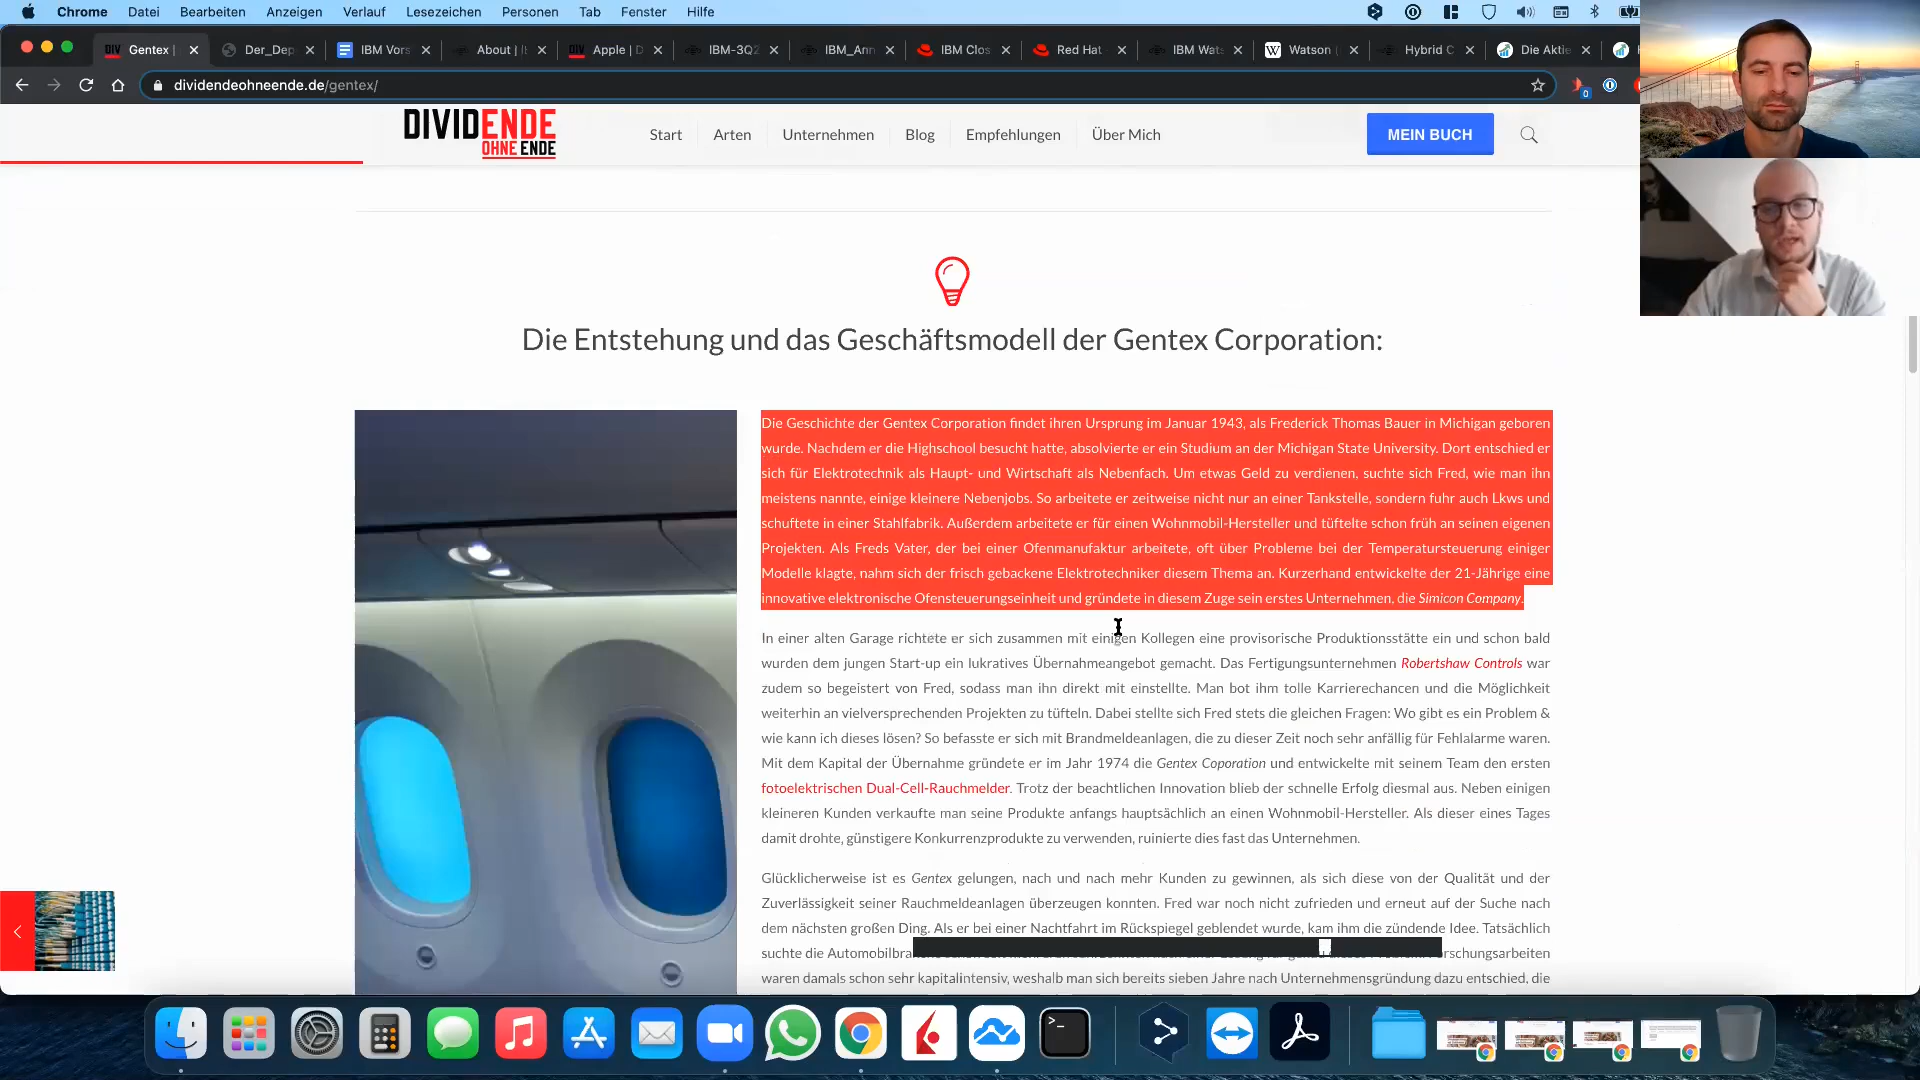 Chrome Datei Bearbeiten Anzeigen Verlauf Lesezeichen Personen Tab Fenster Hilfe
Gentex | Der_Dep IBM Vors About | I Apple | D IBM-3Q2 IBM_Ann IBM Clos Red Hat IBM Wats Watson Hybrid C Die Akti
dividendeohneende.de/gentex/
0
DIVIDENDE
OHNE ENDE
Start Arten Unternehmen Blog Empfehlungen Über Mich MEIN BUCH
Die Entstehung und das Geschäftsmodell der Gentex Corporation:
Die Geschichte der Gentex Corporation findet ihren Ursprung im Januar 1943, als Frederick Thomas Bauer in Michigan geboren
wurde. Nachdem er die Highschool besucht hatte, absolvierte er ein Studium an der Michigan State University. Dort entschied er
sich für Elektrotechnik als Haupt- und Wirtschaft als Nebenfach. Um etwas Geld zu verdienen, suchte sich Fred, wie man ihn
meistens nannte, einige kleinere Nebenjobs. So arbeitete er zeitweise nicht nur an einer Tankstelle, sondern fuhr auch Lkws und
schuftete in einer Stahlfabrik. Außerdem arbeitete er für einen Wohnmobil-Hersteller und tüftelte schon früh an seinen eigenen
Projekten. Als Freds Vater, der bei einer Ofenmanufaktur arbeitete, oft über Probleme bei der Temperatursteuerung einiger
Modelle klagte, nahm sich der frisch gebackene Elektrotechniker diesem Thema an. Kurzerhand entwickelte der 21-Jährige eine
innovative elektronische Ofensteuerungseinheit und gründete in diesem Zuge sein erstes Unternehmen, die Simicon Company.
In einer alten Garage richtete er sich zusammen mit einigen Kollegen eine provisorische Produktionsstätte ein und schon bald
wurden dem jungen Start-up ein lukratives Übernahmeangebot gemacht. Das Fertigungsunternehmen Robertshaw Controls war
zudem so begeistert von Fred, sodass man ihn direkt mit einstellte. Man bot ihm tolle Karrierechancen und die Möglichkeit
weiterhin an vielversprechenden Projekten zu tüfteln. Dabei stellte sich Fred stets die gleichen Fragen: Wo gibt es ein Problem &
wie kann ich dieses lösen? So befasste er sich mit Brandmeldeanlagen, die zu dieser Zeit noch sehr anfällig für Fehlalarme waren.
Mit dem Kapital der Übernahme gründete er im Jahr 1974 die Gentex Coporation und entwickelte mit seinem Team den ersten
fotoelektrischen Dual-Cell-Rauchmelder. Trotz der beachtlichen Innovation blieb der schnelle Erfolg diesmal aus. Neben einigen
kleineren Kunden verkaufte man seine Produkte anfangs hauptsächlich an einen Wohnmobil-Hersteller. Als dieser eines Tages
damit drohte, günstigere Konkurrenzprodukte zu verwenden, ruinierte dies fast das Unternehmen.
Glücklicherweise ist es Gentex gelungen, nach und nach mehr Kunden zu gewinnen, als sich diese von der Qualität und der
Zuverlässigkeit seiner Rauchmeldeanlagen überzeugen konnten. Fred war noch nicht zufrieden und erneut auf der Suche nach
dem nächsten großen Ding. Als er bei einer Nachtfahrt im Rückspiegel geblendet wurde, kam ihm die zündende Idee. Tatsächlich
suchte die Automobilbra rschungsarbeiten
waren damals schon sehr kapitalintensiv, weshalb man sich bereits sieben Jahre nach Unternehmensgründung dazu entschied, die